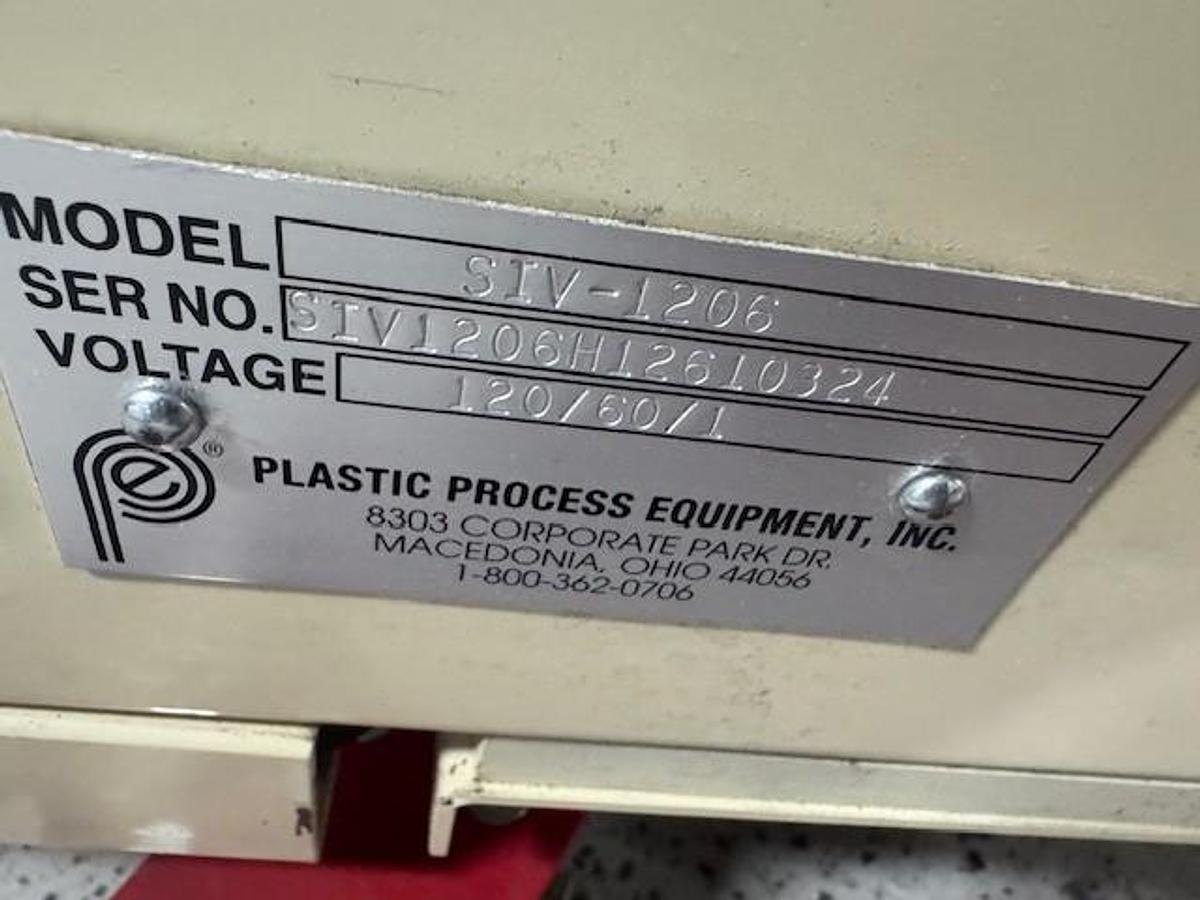 MODEL SIV-1206
SER NO. SIV1206H12610324
VOLTAGE 120/60/1
pe®
PLASTIC PROCESS EQUIPMENT, INC.
8303 CORPORATE PARK DR.
MACEDONIA, OHIO 44056
1-800-362-0706